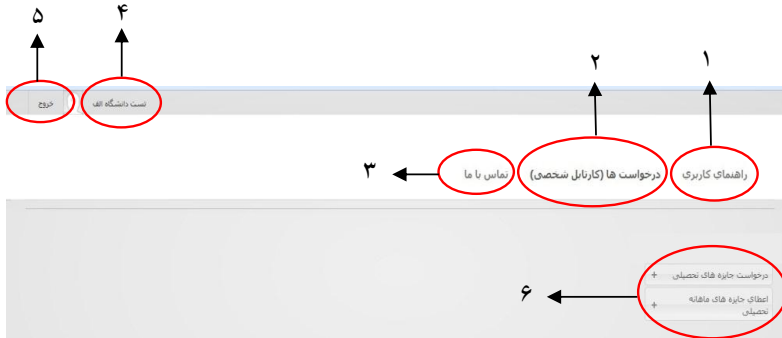 ۵
۴
۲
۱
تست دانشگاه الف
خروج
راهنمای کاربری
درخواست ها (کارتابل شخصی)
تماس با ما
۳
درخواست جایزه های تحصیلی +
اعطای جایزه های ماهانه +
تحصیلی
۶